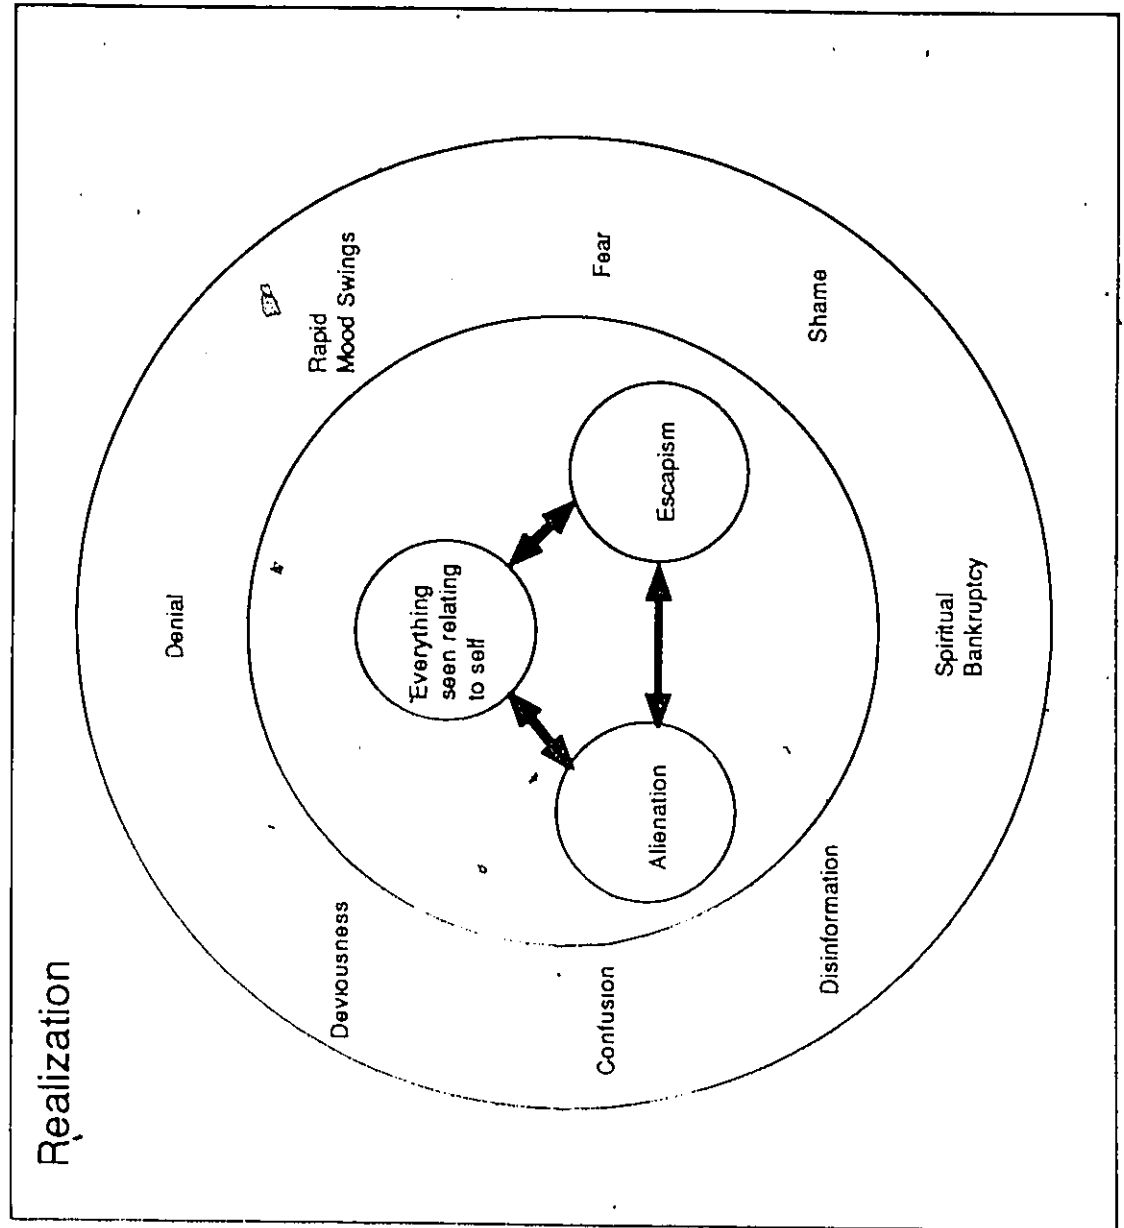 Realization
Denial
Rapid
Mood Swings
Fear
Shame
Spiritual
Bankruptcy
Disinformation
Confusion
Deviousness
Everything
seen relating
to self
Escapism
Alienation